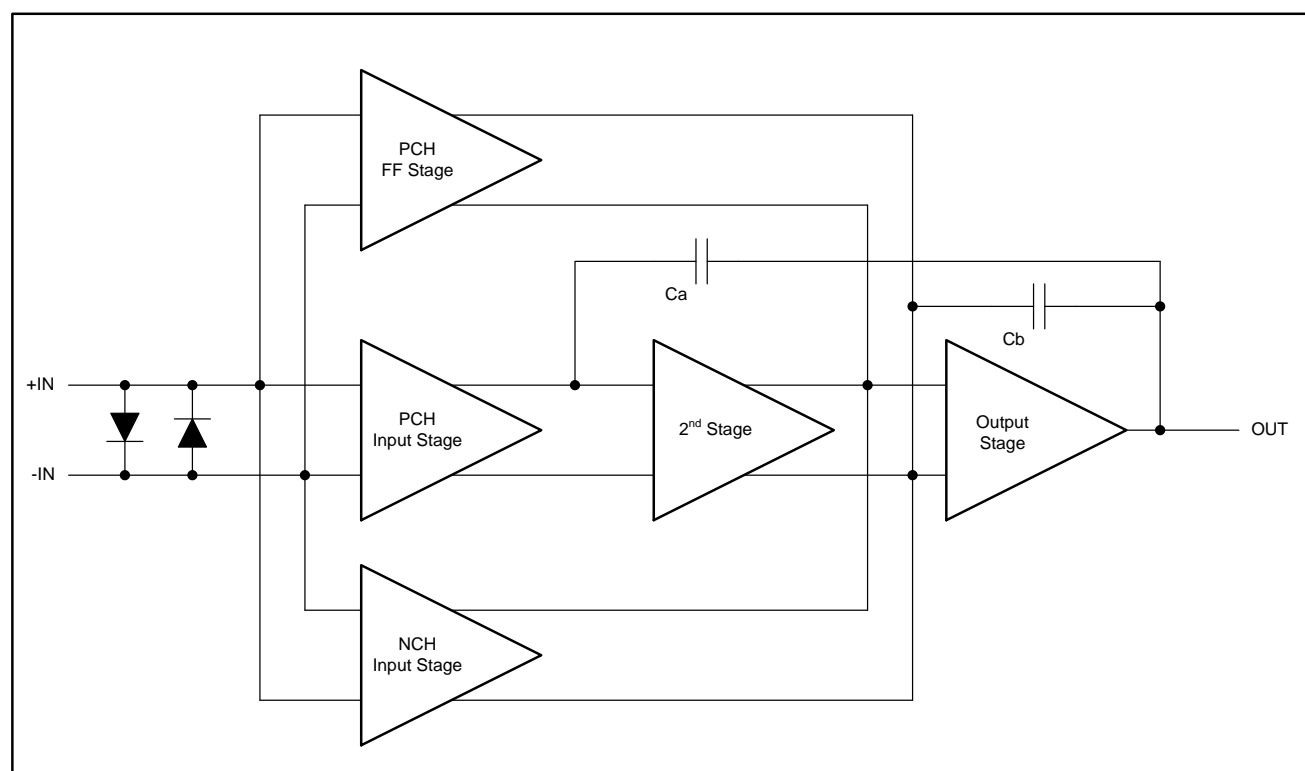 PCH
FF Stage
Ca
Cb
+IN
PCH
Input Stage
2nd Stage
Output
Stage
OUT
-IN
NCH
Input Stage